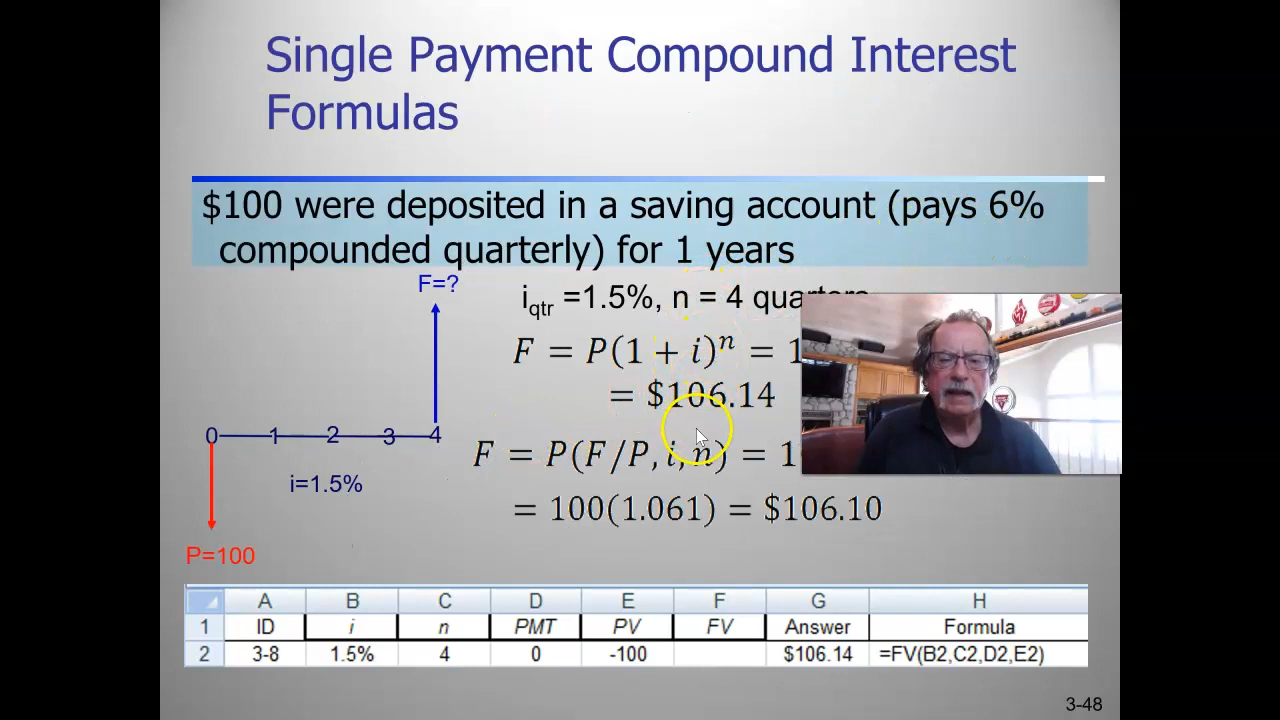 Single Payment Compound Interest
Formulas
$100 were deposited in a saving account (pays 6%
compounded quarterly) for 1 years
F=?
i_qtr =1.5%, n = 4
F = P(1 + i)^n =
= $106.14
0 1 2 3 4
F = P(F/P, i, n) =
i=1.5%
= 100(1.061) = $106.10
P=100
A B C D E F G H
1 ID i n PMT PV FV Answer Formula
2 3-8 1.5% 4 0 -100 $106.14 =FV(B2,C2,D2,E2)
3-48